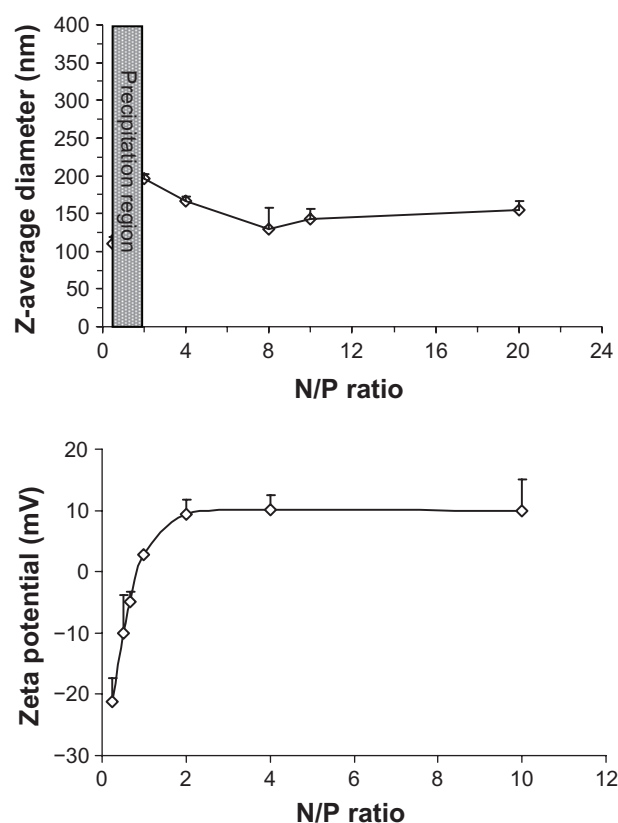 Z-average diameter (nm)
400
350
300
250
200
150
100
50
0
Precipitation region
0 4 8 12 16 20 24
N/P ratio
Zeta potential (mV)
20
10
0
−10
−20
−30
0 2 4 6 8 10 12
N/P ratio